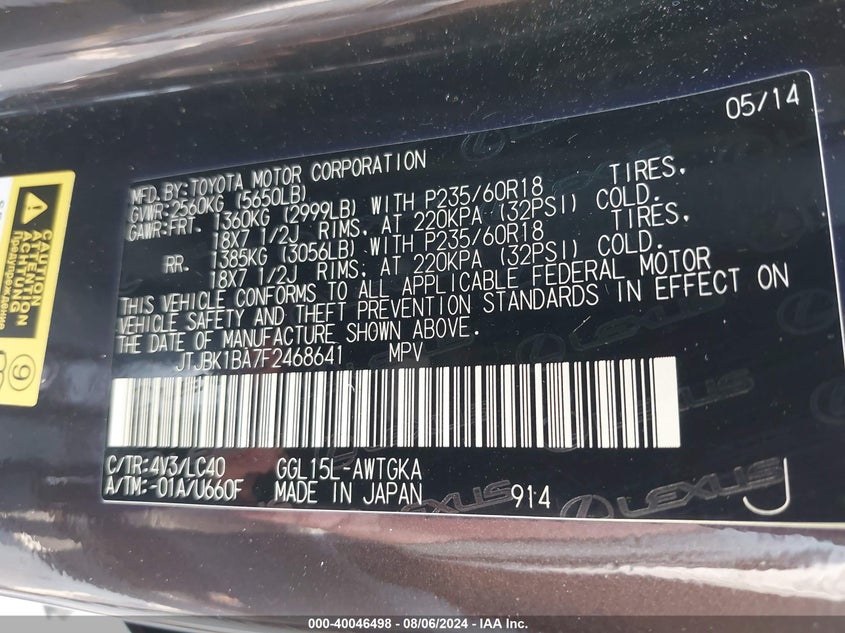 05/14
MFD. BY: TOYOTA MOTOR CORPORATION
GVWR: 2560KG (5650LB)
GAWR: FRT. 1360KG (2999LB) WITH P235/60R18 TIRES,
18X7 1/2J RIMS. AT 220KPA (32PSI) COLD.
RR. 1385KG (3056LB) WITH P235/60R18 TIRES,
18X7 1/2J RIMS. AT 220KPA (32PSI) COLD.
THIS VEHICLE CONFORMS TO ALL APPLICABLE FEDERAL MOTOR
VEHICLE SAFETY AND THEFT PREVENTION STANDARDS IN EFFECT ON
THE DATE OF MANUFACTURE SHOWN ABOVE.
JTJBK1BA7F2468641 MPV
C/TR: 4V3/LC40 GGL15L-AWTGKA
A/TM: -01A/U660F MADE IN JAPAN 914
LEXUS
J
CAUTION
ATTENTION
ACHTUNG
Предупреждение
9
000-40046498 - 08/06/2024 - IAA Inc.